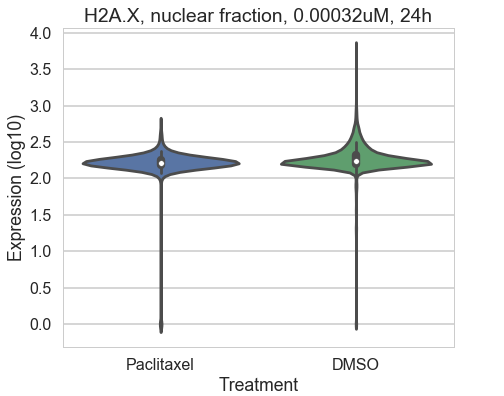 H2A.X, nuclear fraction, 0.00032uM, 24h
4.0
3.5
3.0
2.5
2.0
1.5
1.0
0.5
0.0
Expression (log10)
Paclitaxel DMSO
Treatment